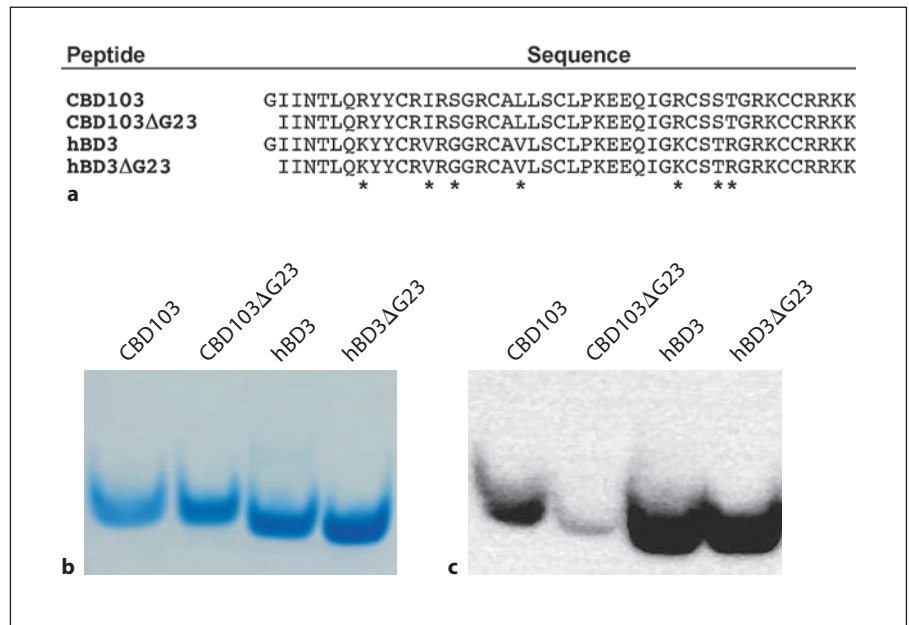 Peptide Sequence
CBD103 GIINTLQRYYCRIRSGRCALLSCLPKEEQIGRCSSTGRKCCRRKK
CBD103ΔG23 IINTLQRYYCRIRSGRCALLSCLPKEEQIGRCSSTGRKCCRRKK
hBD3 GIINTLQKYYCRVRGGRCAVLSCLPKEEQIGKCSTRGRKCCRRKK
hBD3ΔG23 IINTLQKYYCRVRGGRCAVLSCLPKEEQIGKCSTRGRKCCRRKK
* * * * * * *
a
CBD103 CBD103ΔG23 hBD3 hBD3ΔG23
CBD103 CBD103ΔG23 hBD3 hBD3ΔG23
b
c